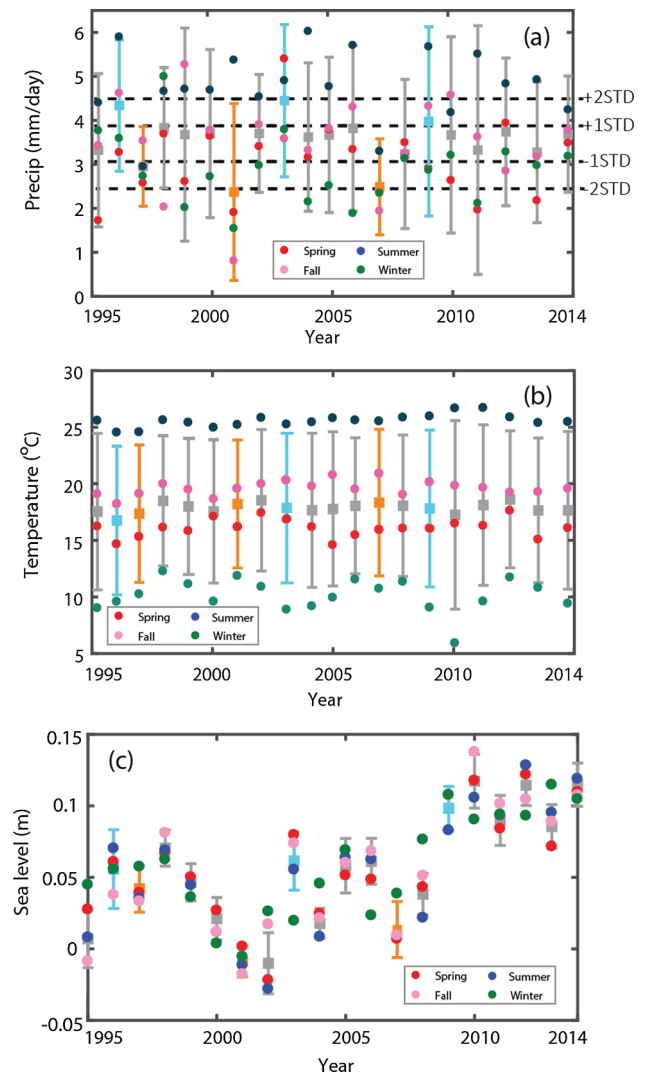 (a)
Precip (mm/day)
6
5
4
3
2
1
0
+2STD
+1STD
-1STD
-2STD
Spring Summer
Fall Winter
1995 2000 2005 2010 2014
Year
(b)
Temperature (°C)
30
25
20
15
10
5
Spring Summer
Fall Winter
1995 2000 2005 2010 2014
Year
(c)
Sea level (m)
0.15
0.1
0.05
0
-0.05
Spring Summer
Fall Winter
1995 2000 2005 2010 2014
Year